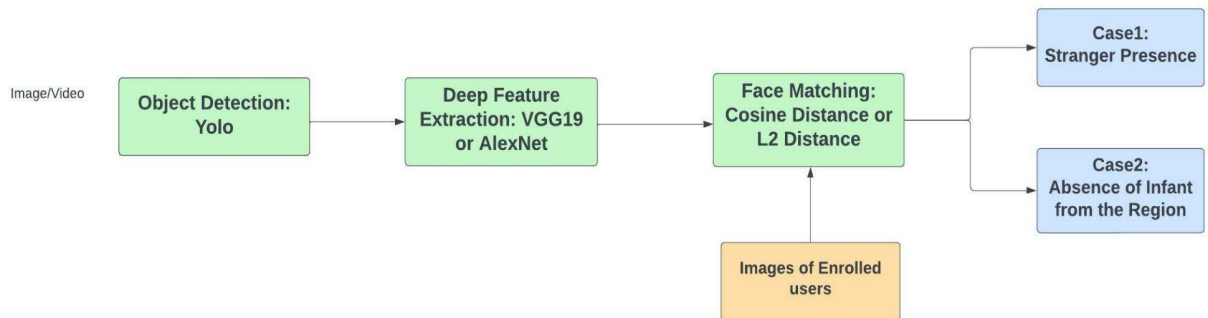 Image/Video
Object Detection:
Yolo
Deep Feature
Extraction: VGG19
or AlexNet
Face Matching:
Cosine Distance or
L2 Distance
Case1:
Stranger Presence
Case2:
Absence of Infant
from the Region
Images of Enrolled
users